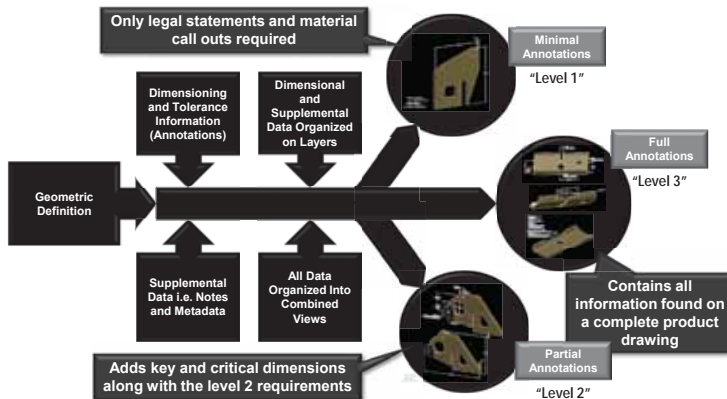 Only legal statements and material
call outs required
Minimal
Annotations
“Level 1”
Dimensioning
and Tolerance
Information
(Annotations)
Dimensional
and
Supplemental
Data Organized
on Layers
Full
Annotations
“Level 3”
Geometric
Definition
Supplemental
Data i.e. Notes
and Metadata
All Data
Organized Into
Combined
Views
Contains all
information found on
a complete product
drawing
Adds key and critical dimensions
along with the level 2 requirements
Partial
Annotations
“Level 2”